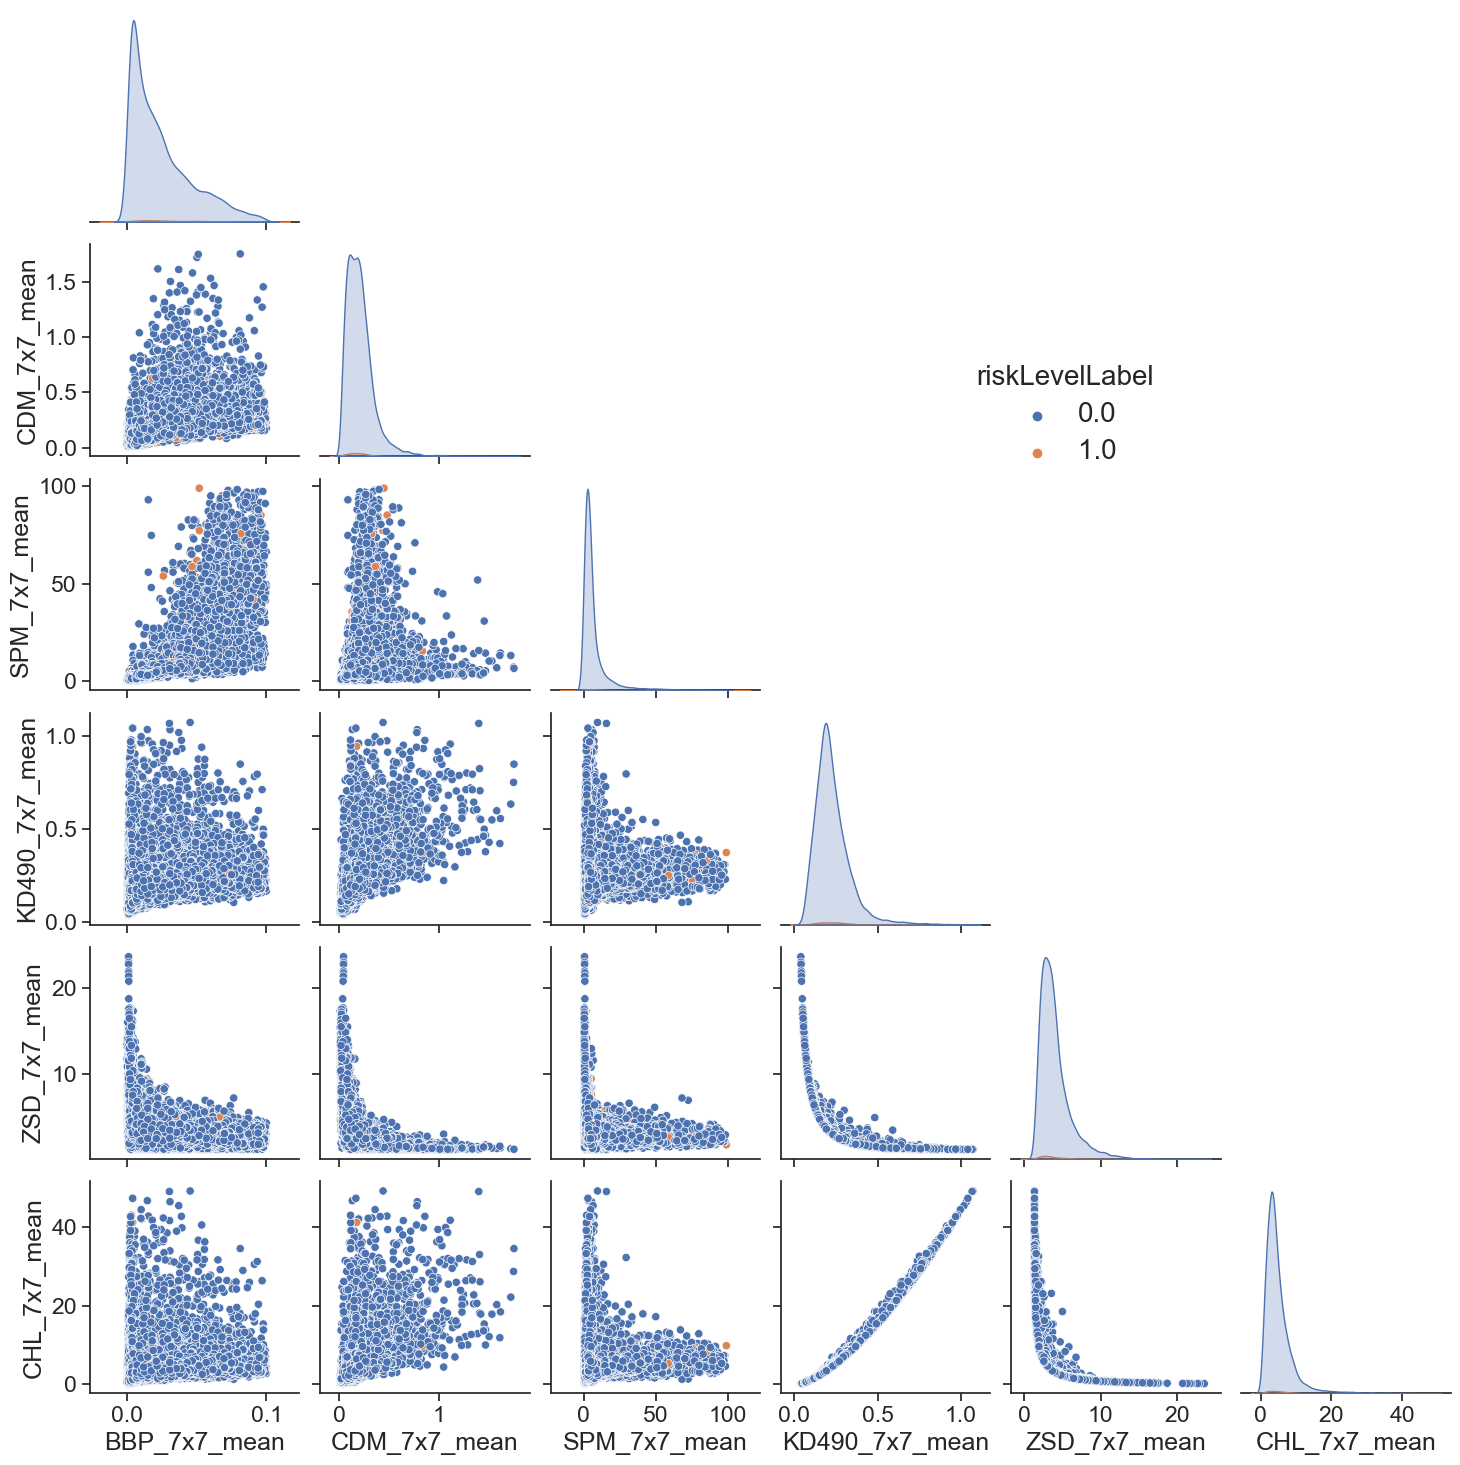 CDM_7x7_mean
1.5
1.0
0.5
0.0
riskLevelLabel
0.0
1.0
SPM_7x7_mean
100
50
0
KD490_7x7_mean
1.0
0.5
0.0
ZSD_7x7_mean
20
10
CHL_7x7_mean
40
20
0
0.0 0.1 0 1 0 50 100 0.0 0.5 1.0 0 10 20 0 20 40
BBP_7x7_mean CDM_7x7_mean SPM_7x7_mean KD490_7x7_mean ZSD_7x7_mean CHL_7x7_mean